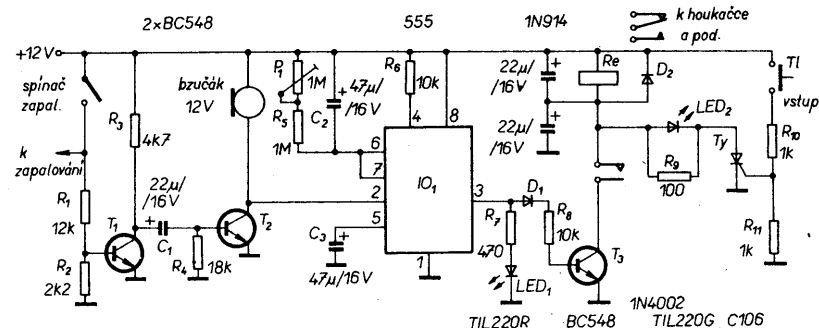 2×BC548
555
1N914
k houkačce
a pod.
+12V
spínač
zapal.
k
zapalování
R1
12k
R2
2k2
R3
4k7
T1
22µ/
/16V
C1
R4
18k
bzučák
12V
T2
P1
1M
R5
1M
47µ/
/16V
C2
R6
10k
4
8
6
7
2
5
3
1
IO1
C3
47µ/16V
D1
R7
470
LED1
R8
10k
T3
22µ/
/16V
22µ/
/16V
Re
D2
LED2
R9
100
Ty
Tl
vstup
R10
1k
R11
1k
TIL220R
BC548
1N4002
TIL220G
C106